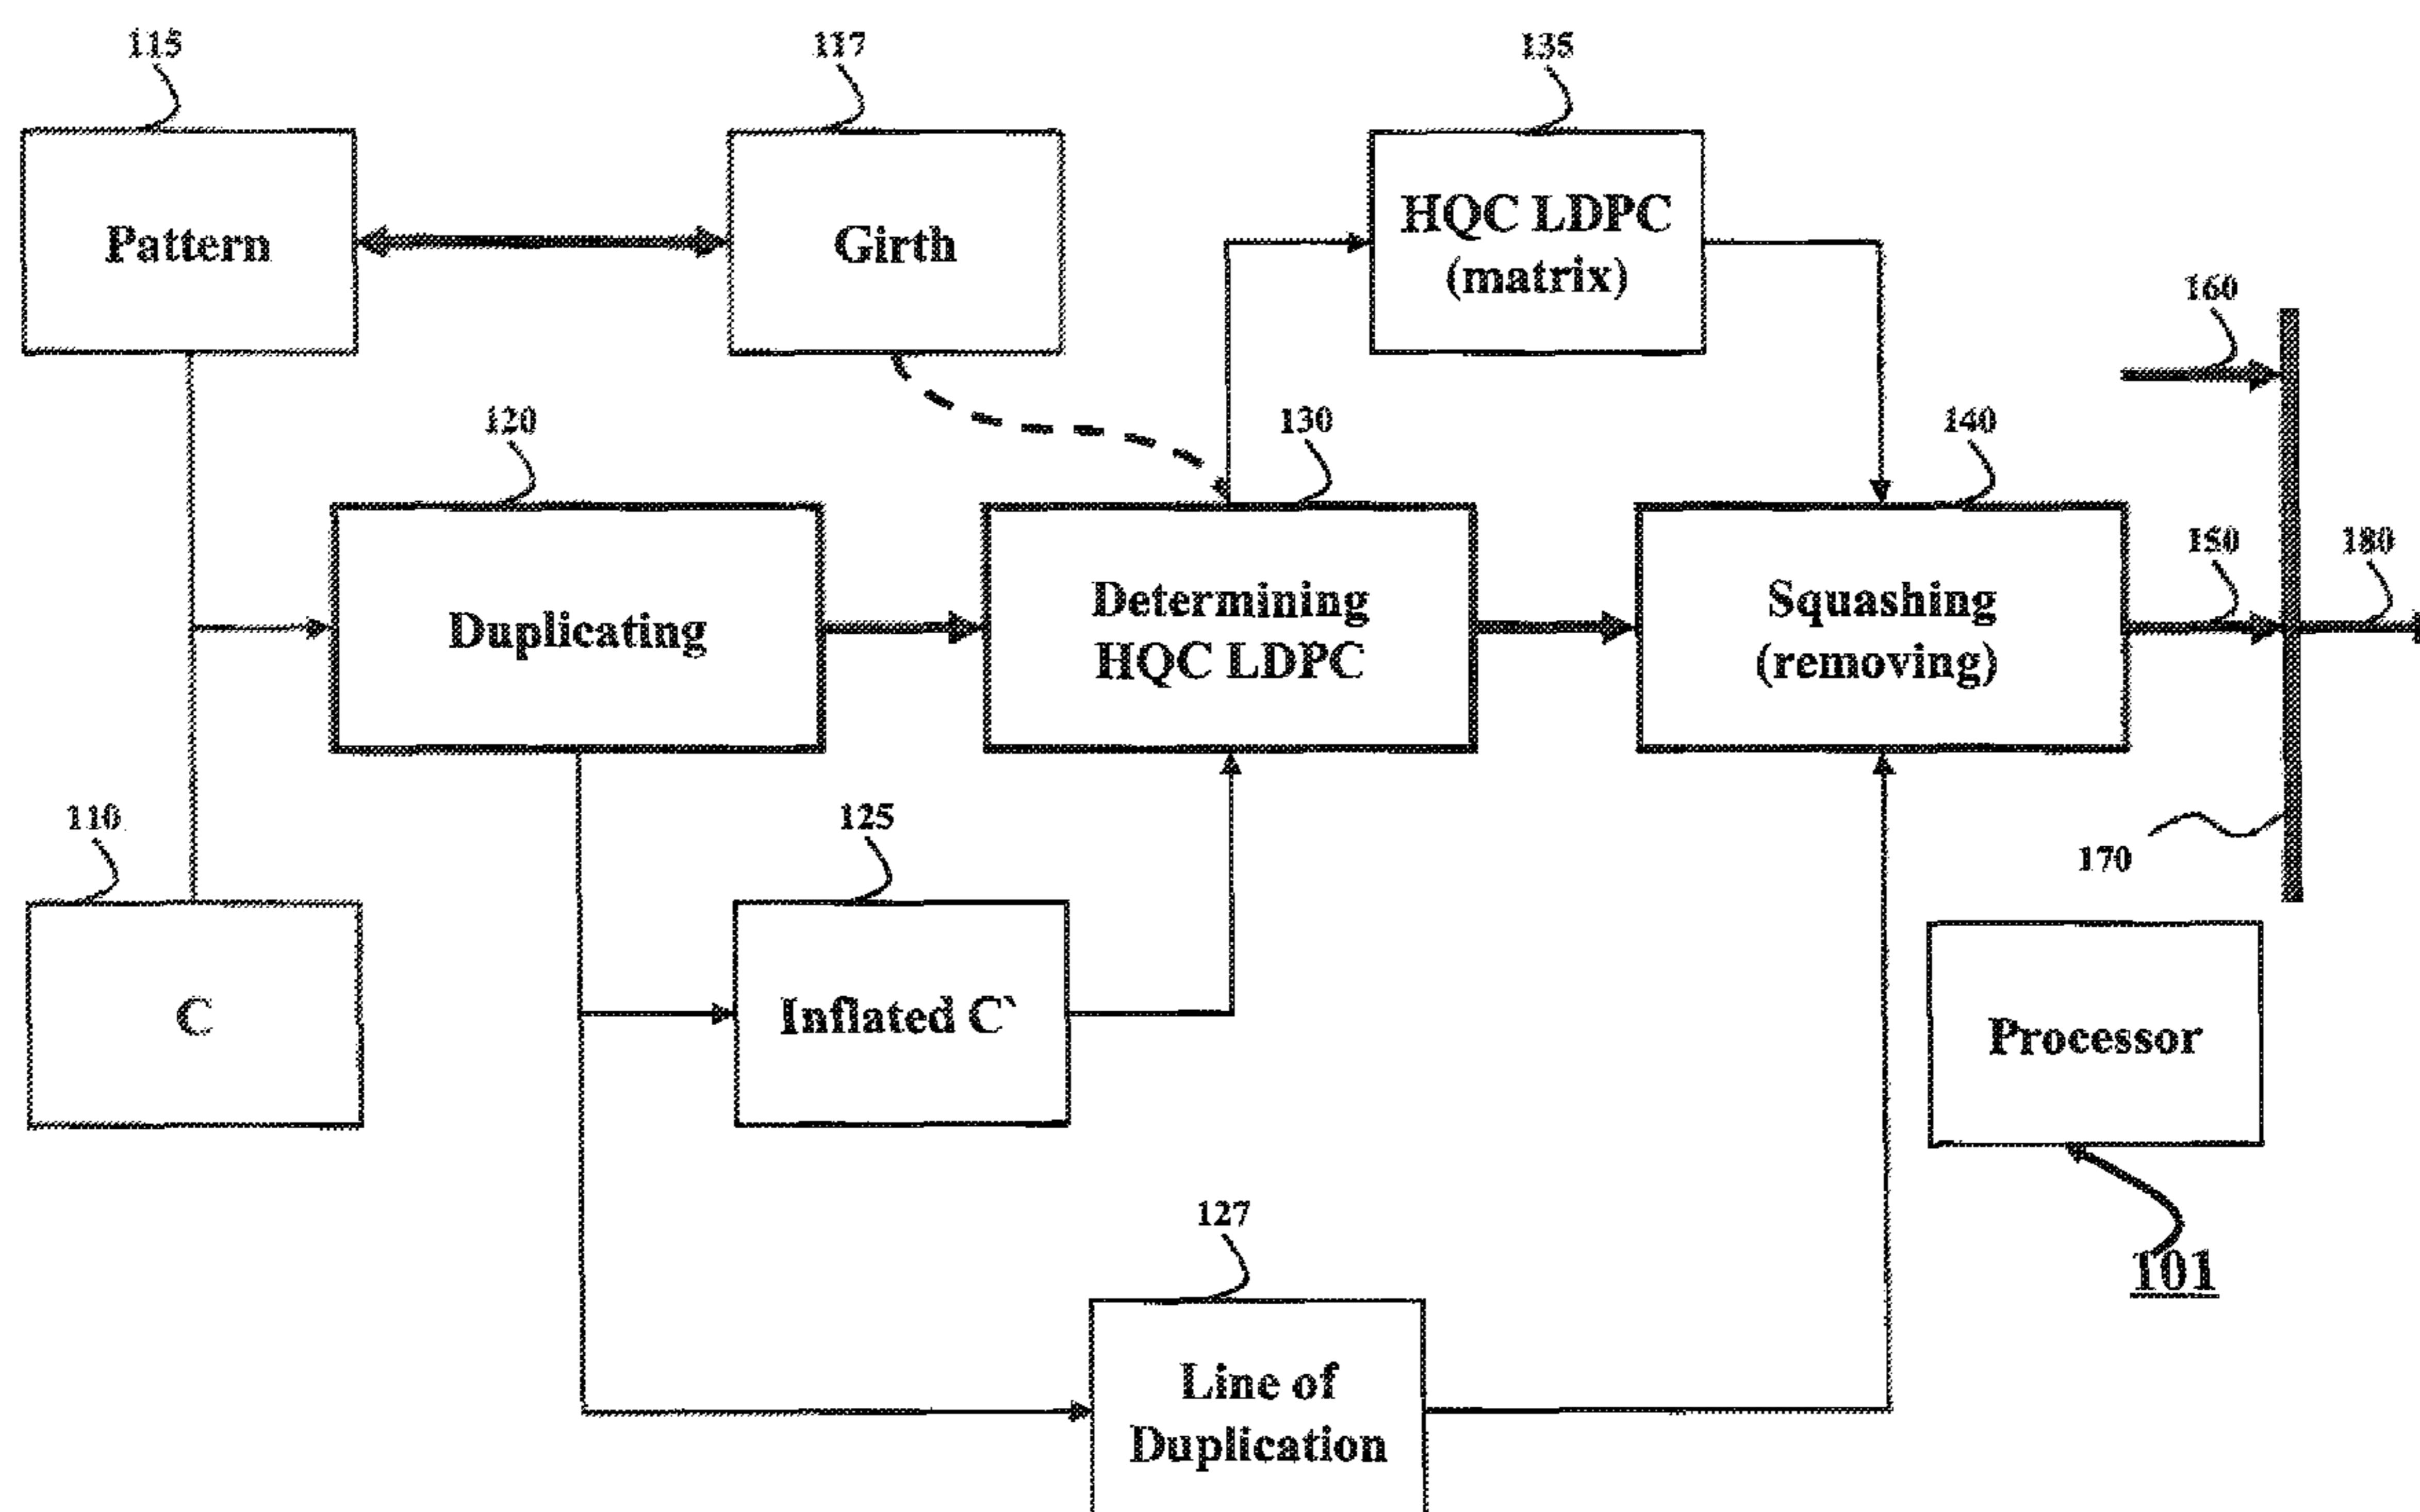 115
117
135
Pattern
Girth
HQC LDPC
(matrix)
160
120
130
140
150
180
Duplicating
Determining
HQC LDPC
Squashing
(removing)
110
125
170
C
Inflated C`
Processor
127
101
Line of
Duplication